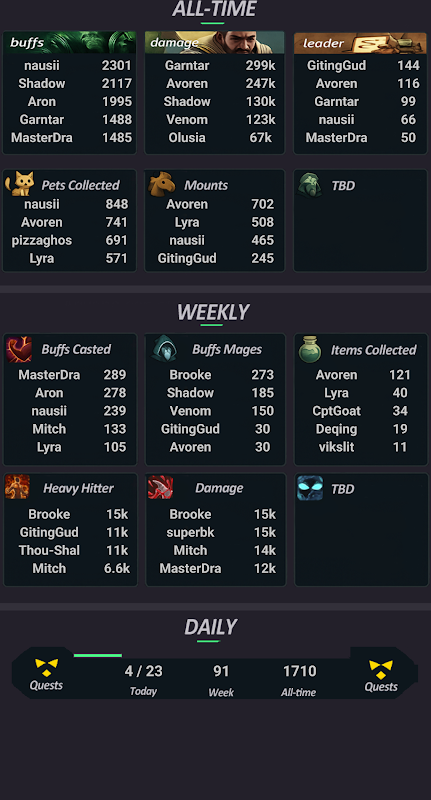 ALL-TIME
buffs damage leader
nausii 2301 Garntar 299k GitingGud 144
Shadow 2117 Avoren 247k Avoren 116
Aron 1995 Shadow 130k Garntar 99
Garntar 1488 Venom 123k nausii 66
MasterDra 1485 Olusia 67k MasterDra 50
Pets Collected Mounts TBD
nausii 848 Avoren 702
Avoren 741 Lyra 508
pizzaghos 691 nausii 465
Lyra 571 GitingGud 245
WEEKLY
Buffs Casted Buffs Mages Items Collected
MasterDra 289 Brooke 273 Avoren 121
Aron 278 Shadow 185 Lyra 40
nausii 239 Venom 150 CptGoat 34
Mitch 133 GitingGud 30 Deqing 19
Lyra 105 Avoren 30 vikslit 11
Heavy Hitter Damage TBD
Brooke 15k Brooke 15k
GitingGud 11k superbk 15k
Thou-Shal 11k Mitch 14k
Mitch 6.6k MasterDra 12k
DAILY
4 / 23 91 1710
Quests Today Week All-time Quests